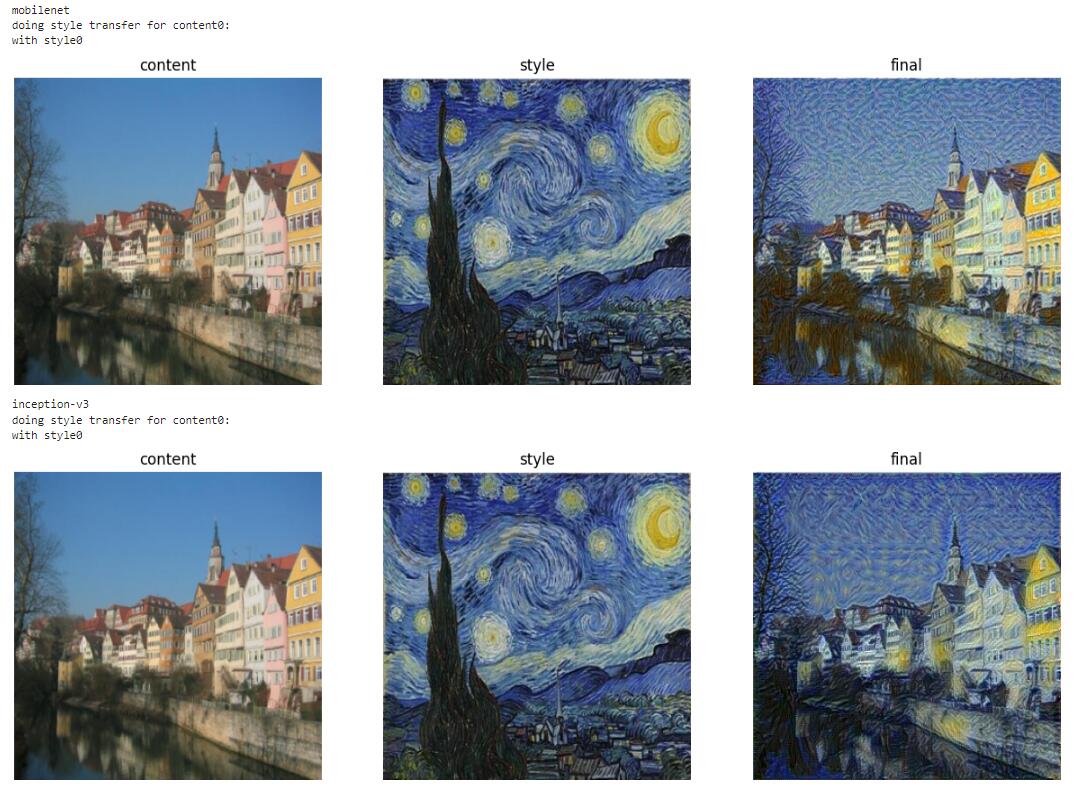 mobilenet
doing style transfer for content0:
with style0
content style final
inception-v3
doing style transfer for content0:
with style0
content style final